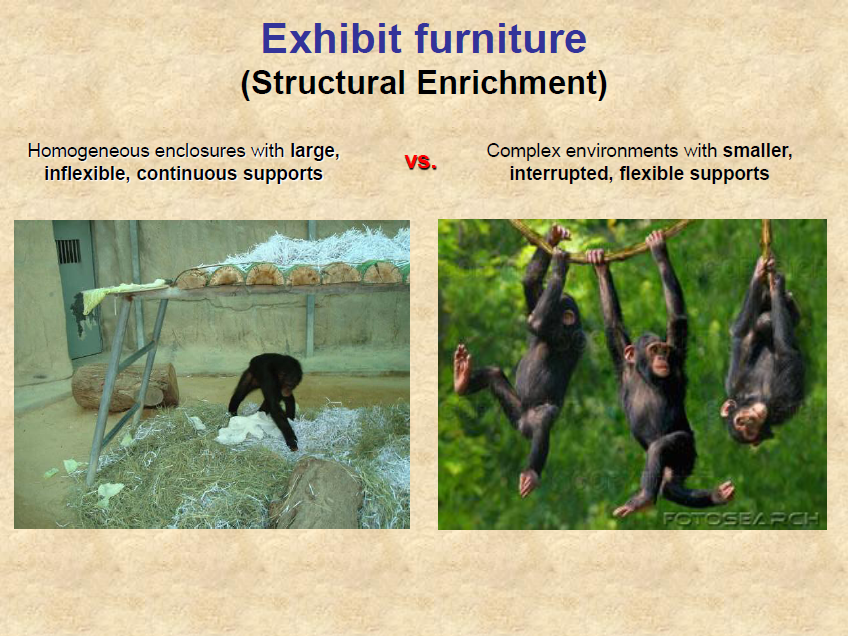 Exhibit furniture
(Structural Enrichment)
Homogeneous enclosures with large,
inflexible, continuous supports
vs.
Complex environments with smaller,
interrupted, flexible supports
FOTOSEARCH